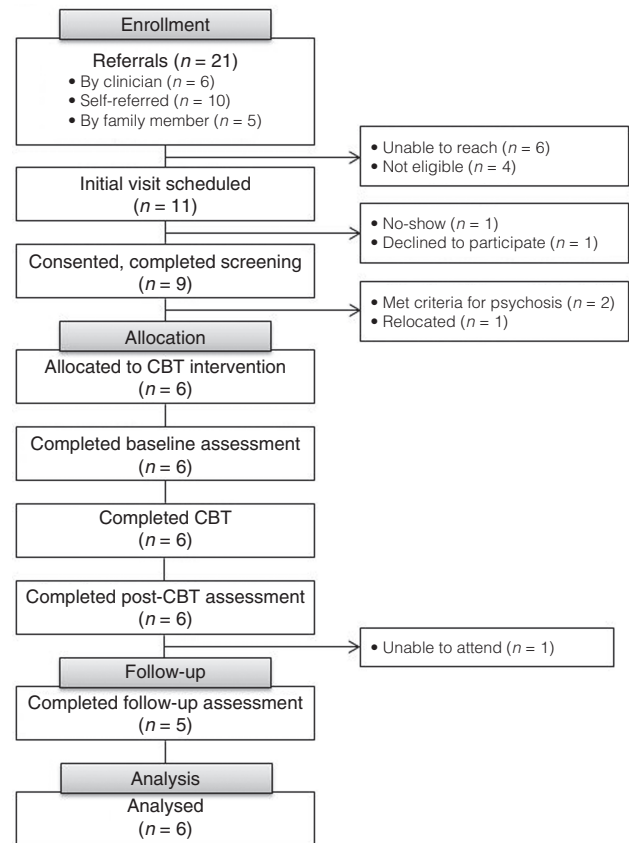 Enrollment
Referrals (n = 21)
• By clinician (n = 6)
• Self-referred (n = 10)
• By family member (n = 5)
• Unable to reach (n = 6)
• Not eligible (n = 4)
Initial visit scheduled
(n = 11)
• No-show (n = 1)
• Declined to participate (n = 1)
Consented, completed screening
(n = 9)
• Met criteria for psychosis (n = 2)
• Relocated (n = 1)
Allocation
Allocated to CBT intervention
(n = 6)
Completed baseline assessment
(n = 6)
Completed CBT
(n = 6)
Completed post-CBT assessment
(n = 6)
• Unable to attend (n = 1)
Follow-up
Completed follow-up assessment
(n = 5)
Analysis
Analysed
(n = 6)